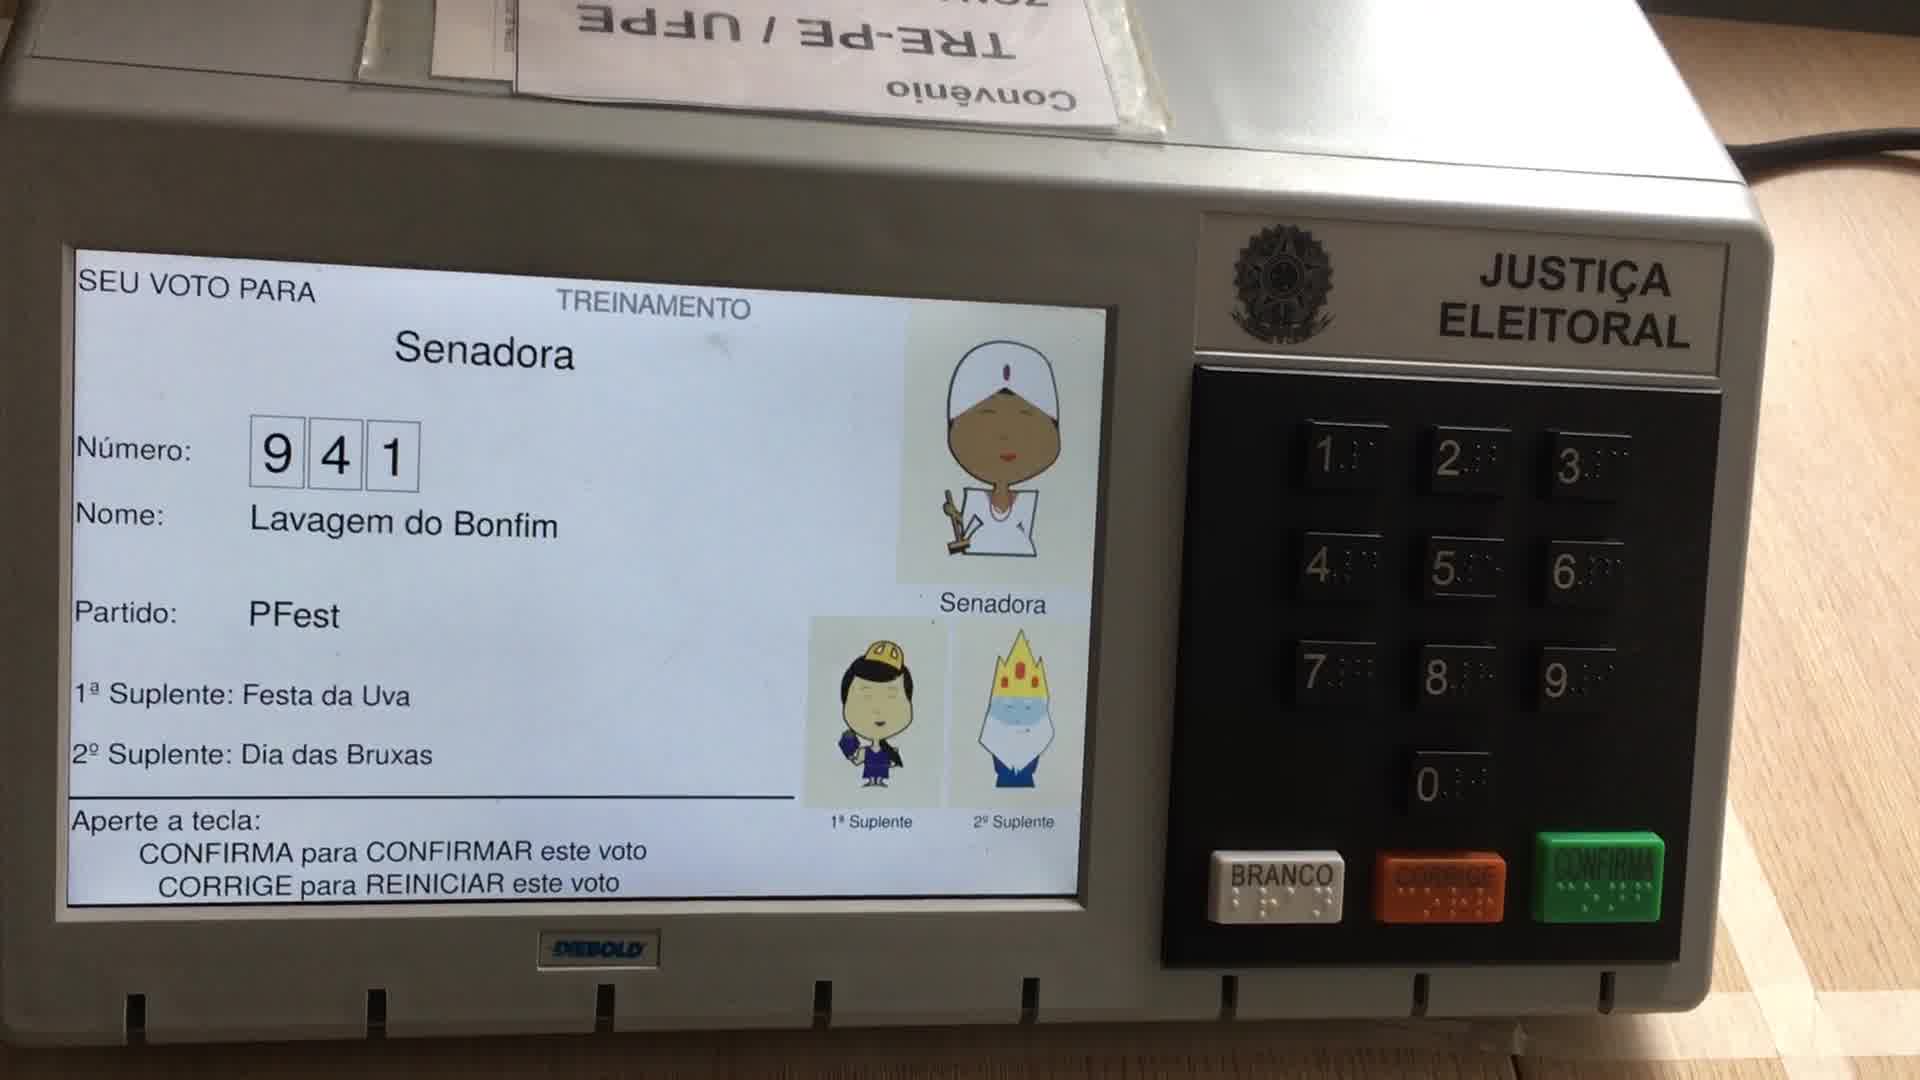 TRE-PE / UFPE
Convênio
JUSTIÇA
ELEITORAL
SEU VOTO PARA
TREINAMENTO
Senadora
Número: 9 4 1
Nome: Lavagem do Bonfim
Partido: PFest
Senadora
1ª Suplente: Festa da Uva
2º Suplente: Dia das Bruxas
1ª Suplente 2º Suplente
Aperte a tecla:
CONFIRMA para CONFIRMAR este voto
CORRIGE para REINICIAR este voto
DIEBOLD
1 2 3
4 5 6
7 8 9
0
BRANCO CORRIGE CONFIRMA